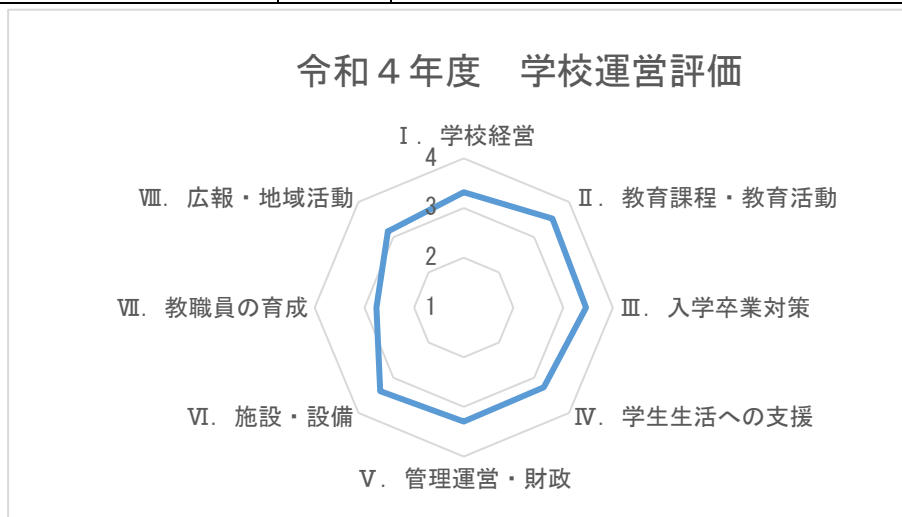 令和４年度　学校運営評価
Ⅰ．学校経営
Ⅱ．教育課程・教育活動
Ⅲ．入学卒業対策
Ⅳ．学生生活への支援
Ⅴ．管理運営・財政
Ⅵ．施設・設備
Ⅶ．教職員の育成
Ⅷ．広報・地域活動
4
3
2
1